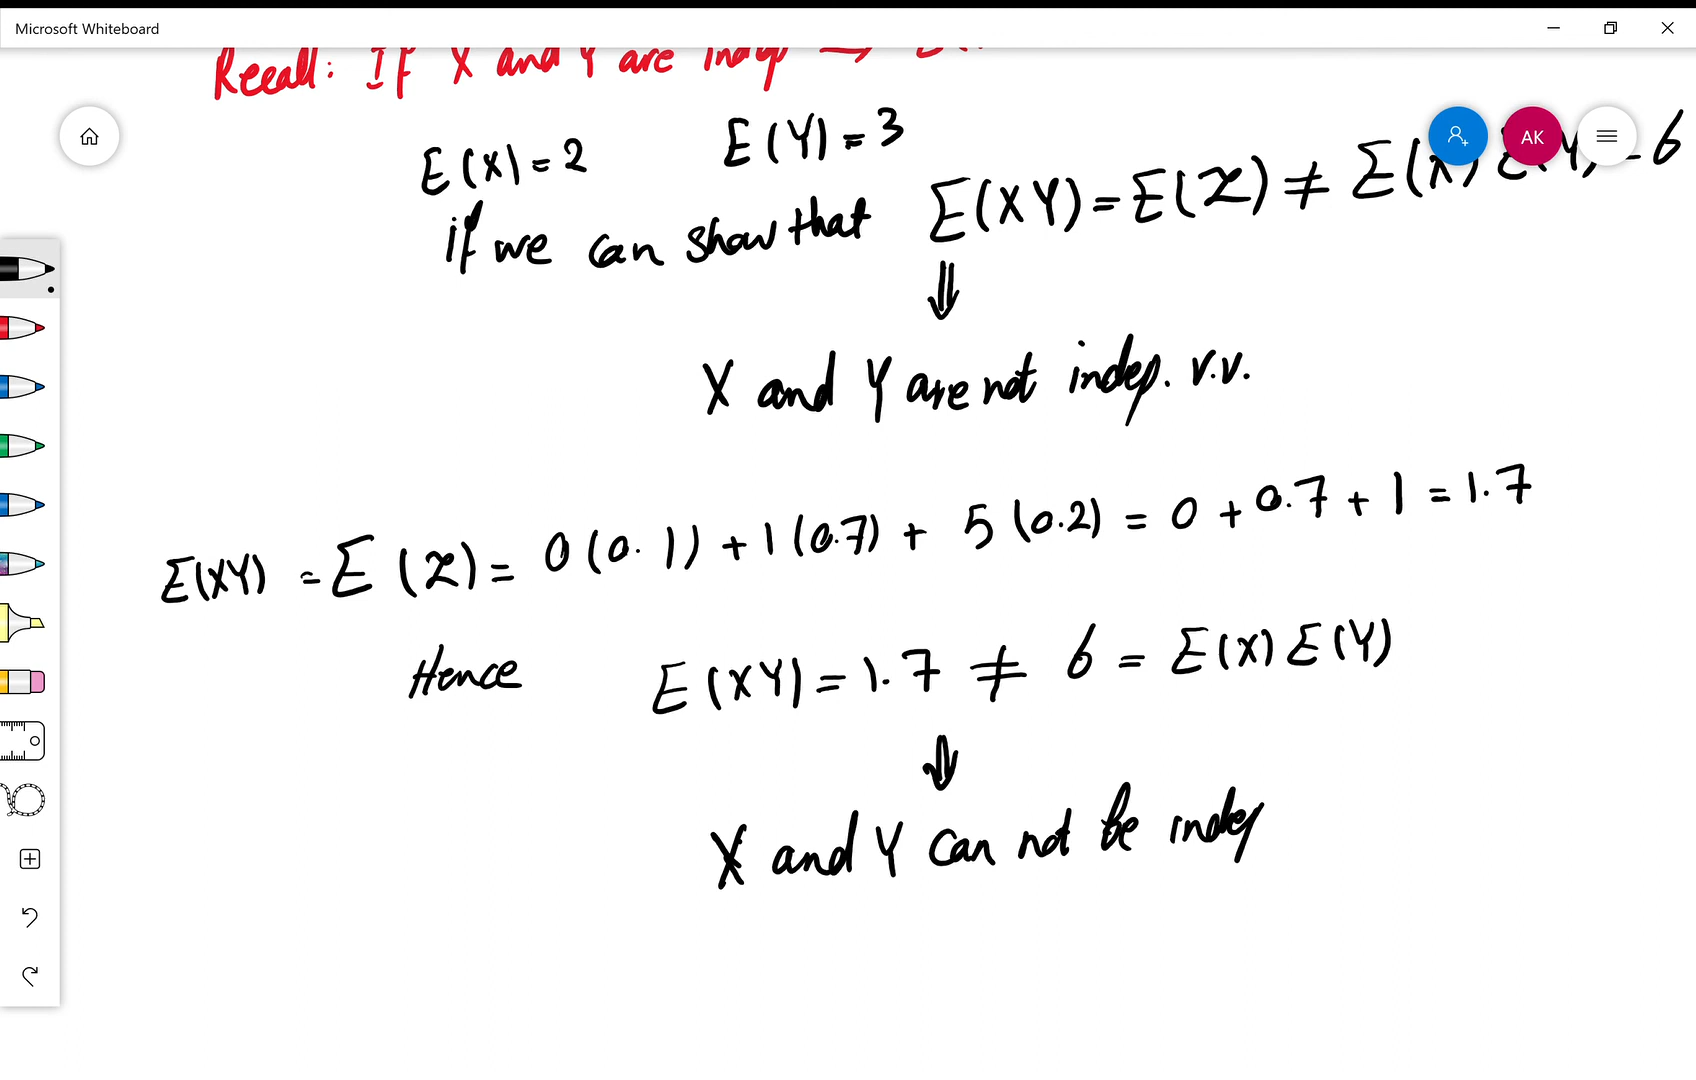 Microsoft Whiteboard
Recall: If X and Y are indep →
E(X) = 2 E(Y) = 3
AK
if we can show that E(XY) = E(Z) ≠ E(X) E(Y) = 6
⇓
X and Y are not indep. r.v.
E(XY) = E(Z) = 0(0.1) + 1(0.7) + 5(0.2) = 0 + 0.7 + 1 = 1.7
Hence E(XY) = 1.7 ≠ 6 = E(X) E(Y)
⇓
X and Y can not be indep